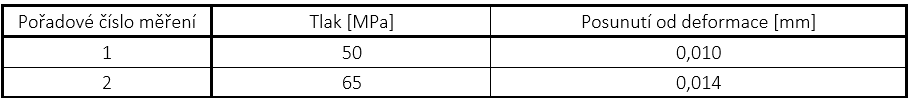 Pořadové číslo měření Tlak [MPa] Posunutí od deformace [mm]
1 50 0,010
2 65 0,014